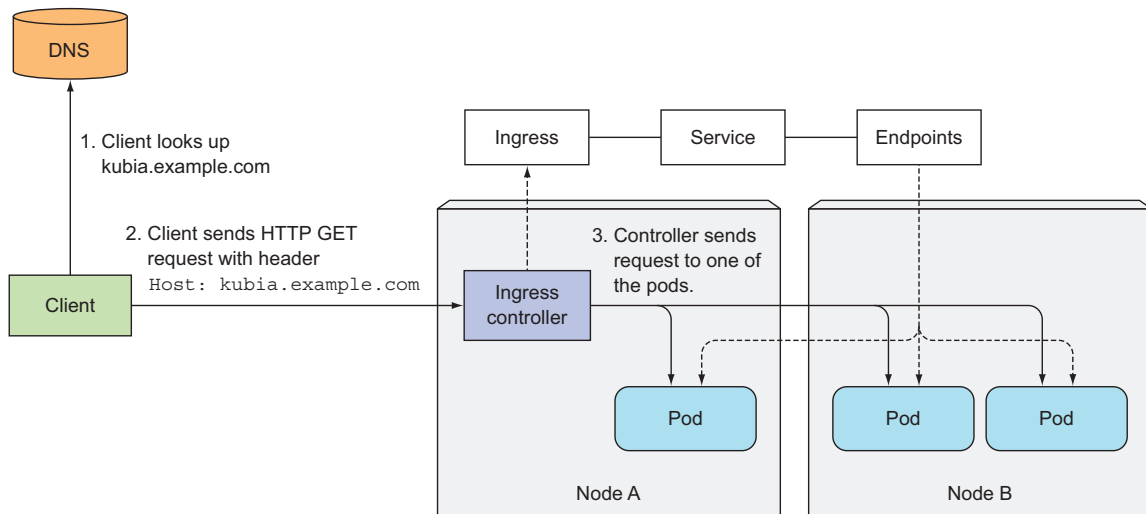 DNS
1. Client looks up
kubia.example.com
Ingress
Service
Endpoints
2. Client sends HTTP GET
request with header
Host: kubia.example.com
3. Controller sends
request to one of
the pods.
Client
Ingress
controller
Pod
Pod
Pod
Node A
Node B